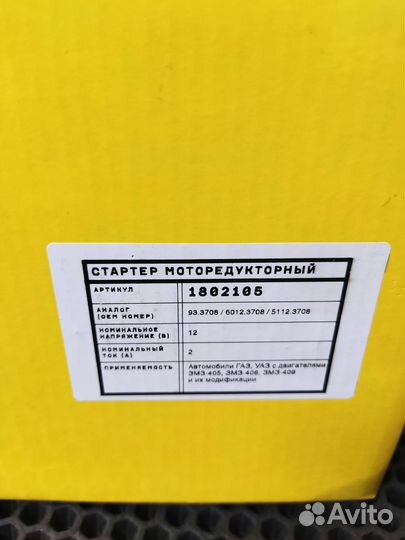 СТАРТЕР МОТОРЕДУКТОРНЫЙ
АРТИКУЛ 1802105
АНАЛОГ (OEM НОМЕР) 93.3708 / 6012.3708 / 5112.3708
НОМИНАЛЬНОЕ НАПРЯЖЕНИЕ (В) 12
НОМИНАЛЬНЫЙ ТОК (А) 2
ПРИМЕНЯЕМОСТЬ Автомобили ГАЗ, УАЗ с двигателями
ЗМЗ-405, ЗМЗ-406, ЗМЗ-409
и их модификации
Avito